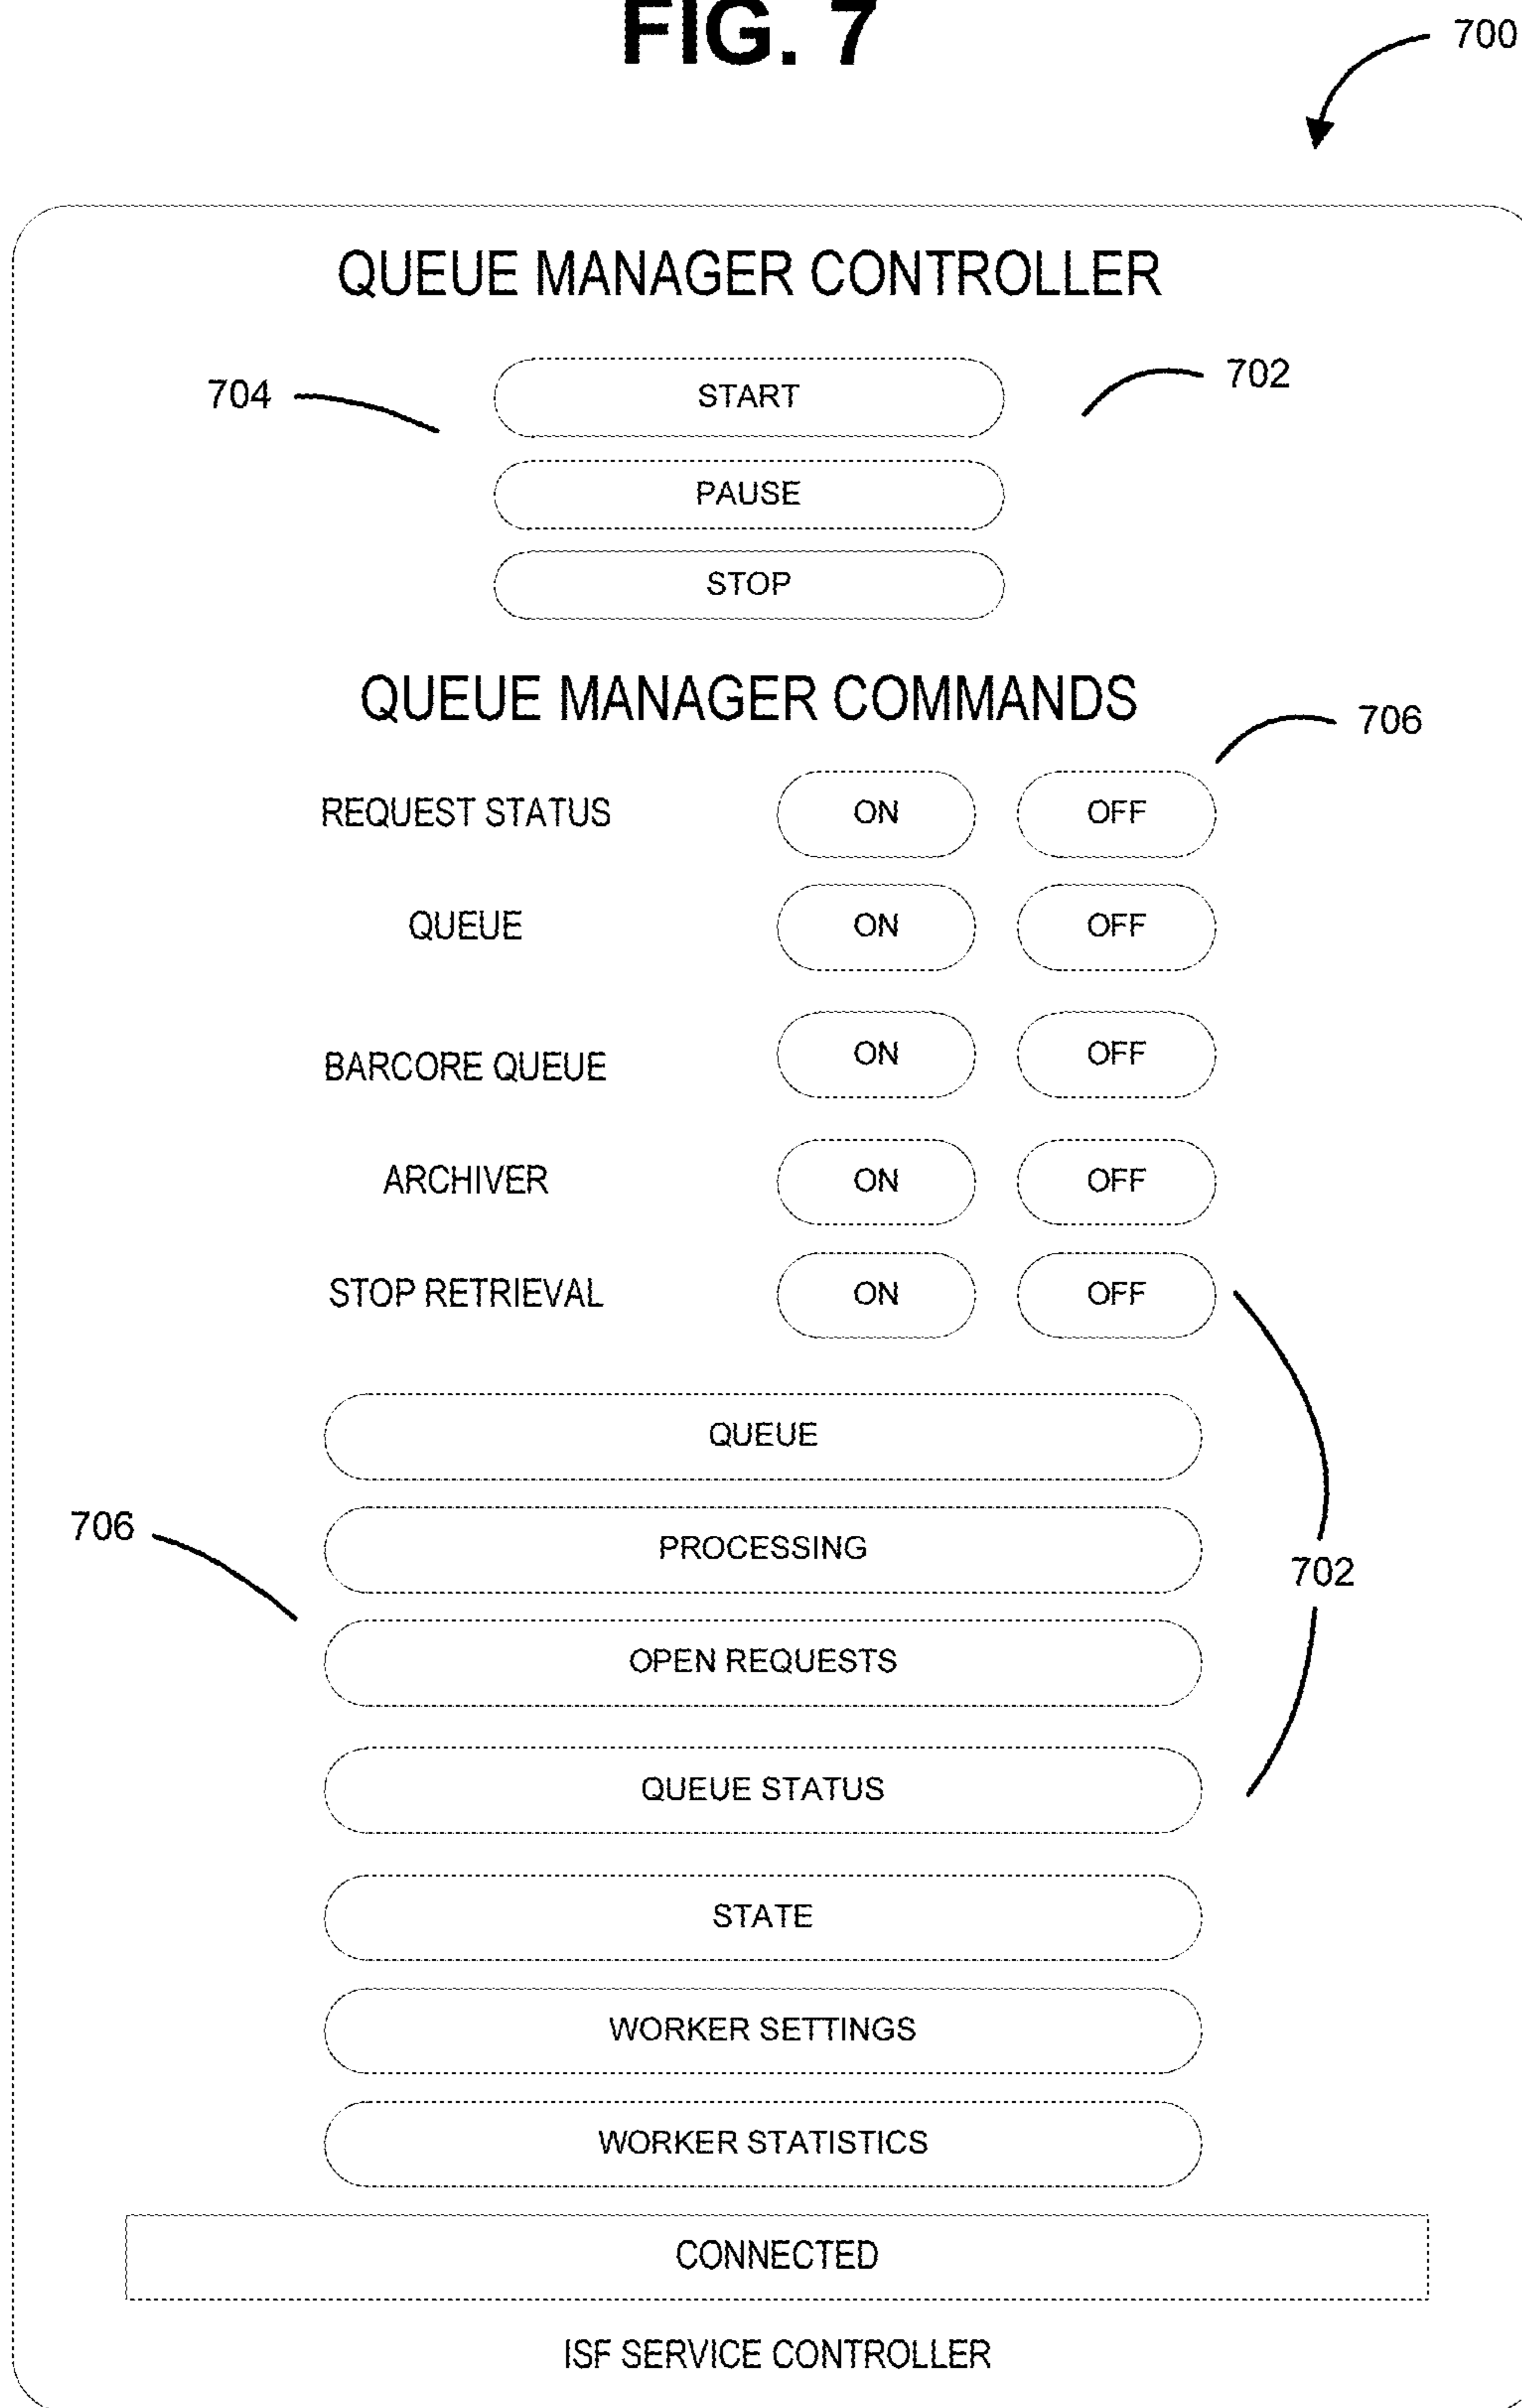 FIG. 7
700
QUEUE MANAGER CONTROLLER
704
START
702
PAUSE
STOP
QUEUE MANAGER COMMANDS
706
REQUEST STATUS ON OFF
QUEUE ON OFF
BARCORE QUEUE ON OFF
ARCHIVER ON OFF
STOP RETRIEVAL ON OFF
QUEUE
706
PROCESSING
702
OPEN REQUESTS
QUEUE STATUS
STATE
WORKER SETTINGS
WORKER STATISTICS
CONNECTED
ISF SERVICE CONTROLLER